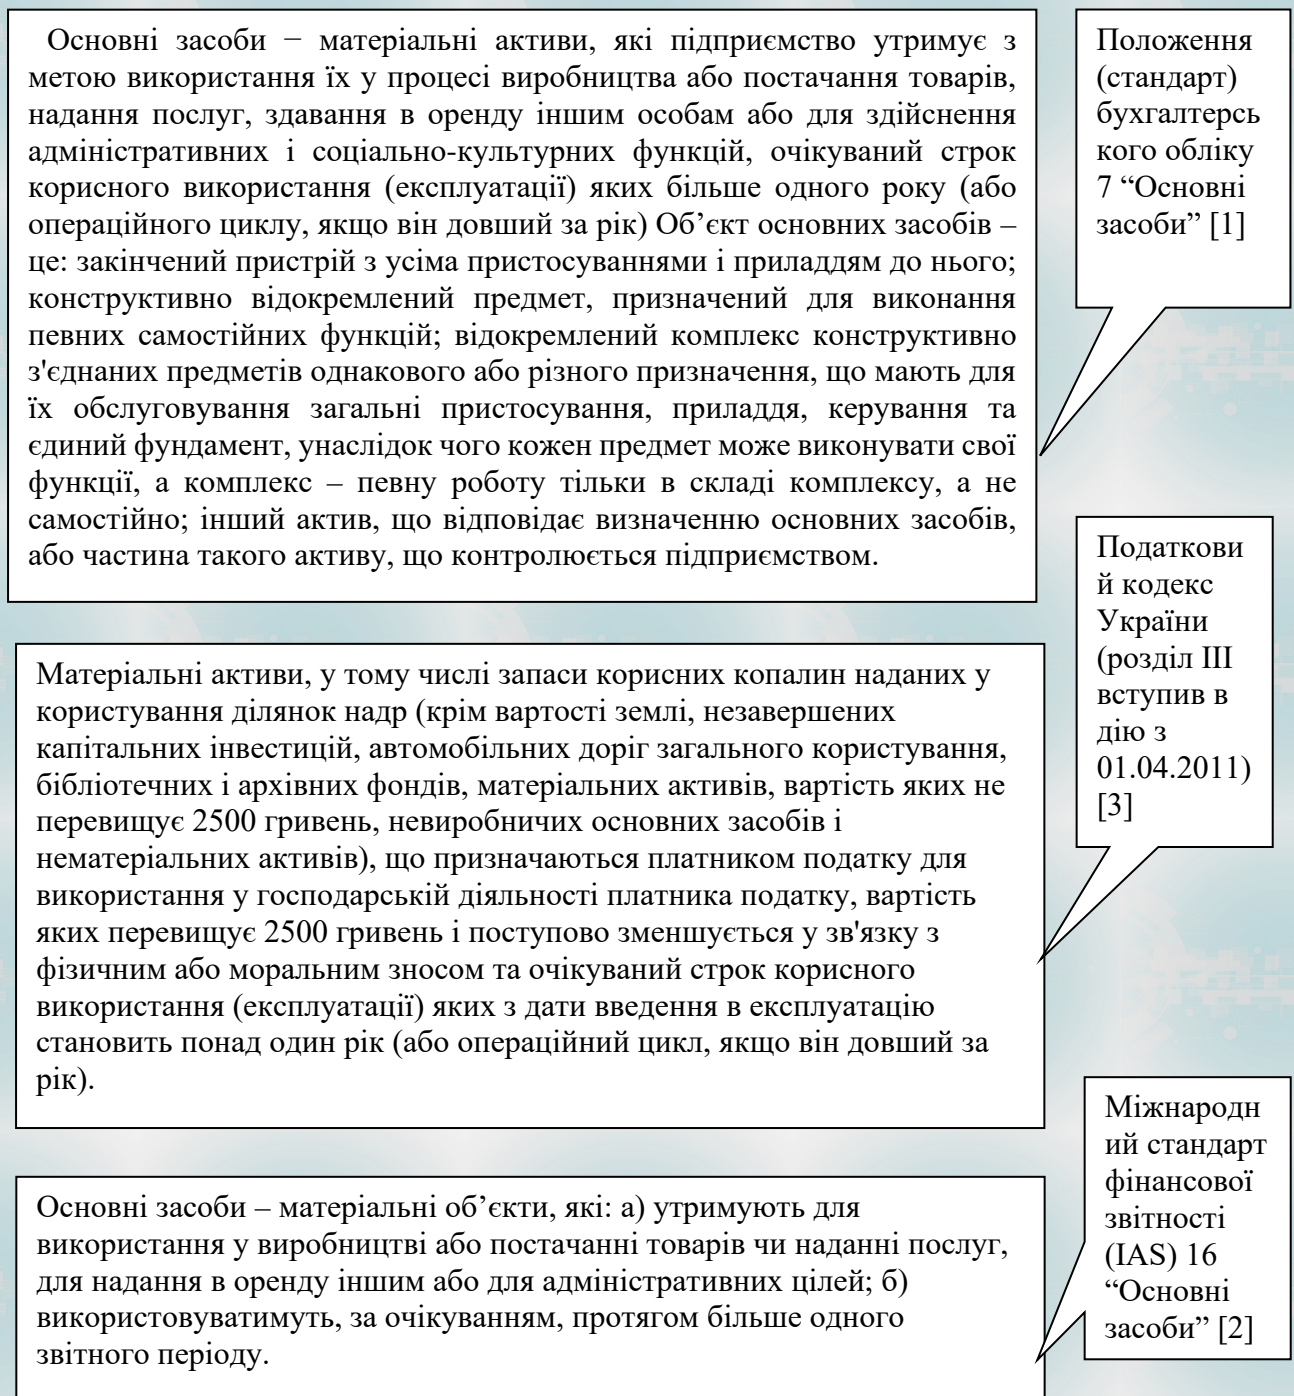 Основні засоби − матеріальні активи, які підприємство утримує з
метою використання їх у процесі виробництва або постачання товарів,
надання послуг, здавання в оренду іншим особам або для здійснення
адміністративних і соціально-культурних функцій, очікуваний строк
корисного використання (експлуатації) яких більше одного року (або
операційного циклу, якщо він довший за рік) Об’єкт основних засобів –
це: закінчений пристрій з усіма пристосуваннями і приладдям до нього;
конструктивно відокремлений предмет, призначений для виконання
певних самостійних функцій; відокремлений комплекс конструктивно
з'єднаних предметів однакового або різного призначення, що мають для
їх обслуговування загальні пристосування, приладдя, керування та
єдиний фундамент, унаслідок чого кожен предмет може виконувати свої
функції, а комплекс – певну роботу тільки в складі комплексу, а не
самостійно; інший актив, що відповідає визначенню основних засобів,
або частина такого активу, що контролюється підприємством.
Положення
(стандарт)
бухгалтерсь
кого обліку
7 “Основні
засоби” [1]
Матеріальні активи, у тому числі запаси корисних копалин наданих у
користування ділянок надр (крім вартості землі, незавершених
капітальних інвестицій, автомобільних доріг загального користування,
бібліотечних і архівних фондів, матеріальних активів, вартість яких не
перевищує 2500 гривень, невиробничих основних засобів і
нематеріальних активів), що призначаються платником податку для
використання у господарській діяльності платника податку, вартість
яких перевищує 2500 гривень і поступово зменшується у зв'язку з
фізичним або моральним зносом та очікуваний строк корисного
використання (експлуатації) яких з дати введення в експлуатацію
становить понад один рік (або операційний цикл, якщо він довший за
рік).
Податкови
й кодекс
України
(розділ III
вступив в
дію з
01.04.2011)
[3]
Основні засоби – матеріальні об’єкти, які: а) утримують для
використання у виробництві або постачанні товарів чи наданні послуг,
для надання в оренду іншим або для адміністративних цілей; б)
використовуватимуть, за очікуванням, протягом більше одного
звітного періоду.
Міжнародн
ий стандарт
фінансової
звітності
(IAS) 16
“Основні
засоби” [2]